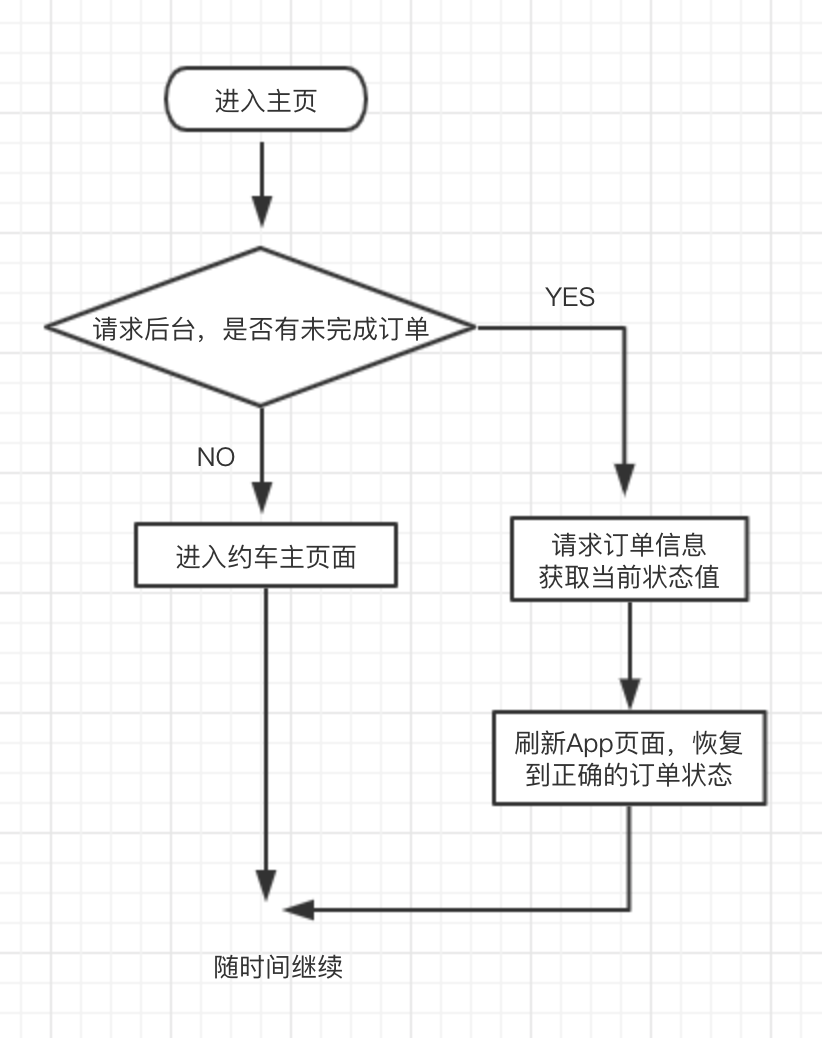 进入主页
请求后台，是否有未完成订单
YES
NO
进入约车主页面
请求订单信息
获取当前状态值
刷新App页面，恢复
到正确的订单状态
随时间继续